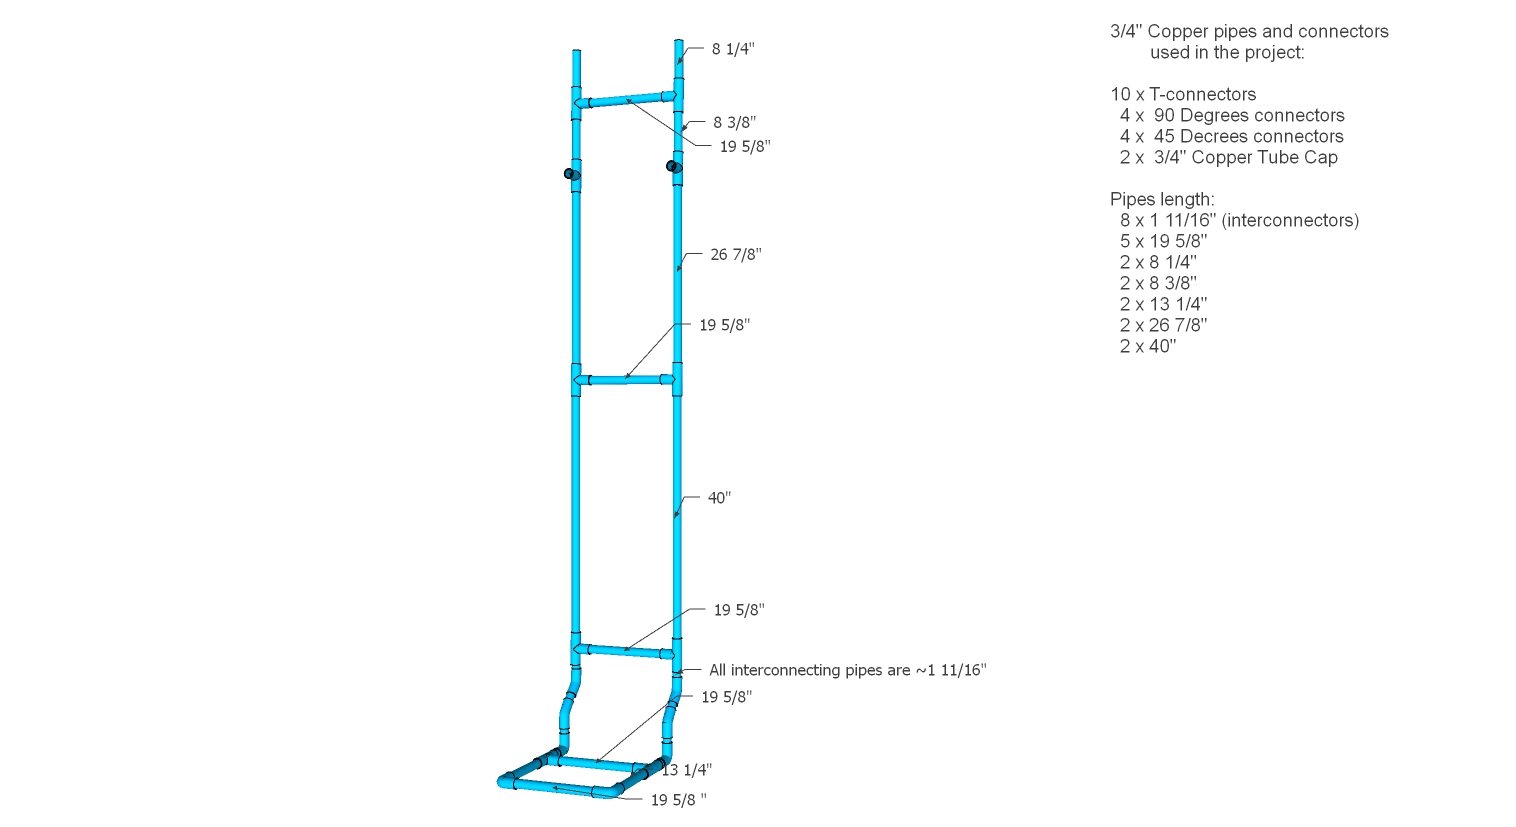 3/4" Copper pipes and connectors
used in the project:
10 x T-connectors
4 x 90 Degrees connectors
4 x 45 Decrees connectors
2 x 3/4" Copper Tube Cap
Pipes length:
8 x 1 11/16" (interconnectors)
5 x 19 5/8"
2 x 8 1/4"
2 x 8 3/8"
2 x 13 1/4"
2 x 26 7/8"
2 x 40"
8 1/4"
8 3/8"
19 5/8"
26 7/8"
19 5/8"
40"
19 5/8"
All interconnecting pipes are ~1 11/16"
19 5/8"
13 1/4"
19 5/8 "